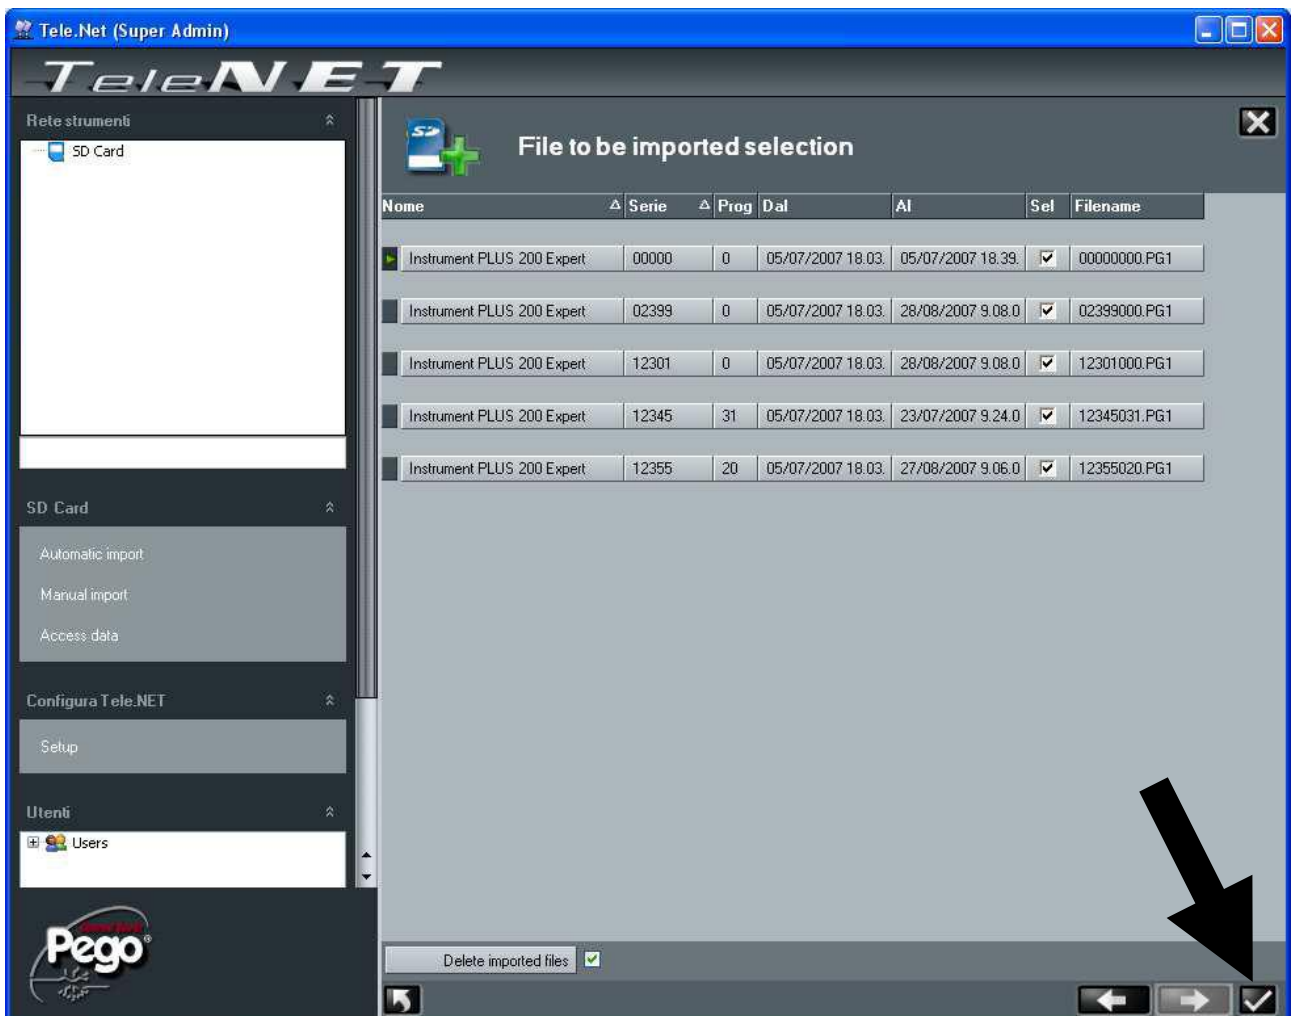 Tele.Net (Super Admin)
TeleNET
Rete strumenti
SD Card
SD Card
Automatic import
Manual import
Access data
Configura Tele.NET
Setup
Utenti
Users
Pego®
File to be imported selection
Nome Serie Prog Dal Al Sel Filename
Instrument PLUS 200 Expert 00000 0 05/07/2007 18.03. 05/07/2007 18.39. 00000000.PG1
Instrument PLUS 200 Expert 02399 0 05/07/2007 18.03. 28/08/2007 9.08.0 02399000.PG1
Instrument PLUS 200 Expert 12301 0 05/07/2007 18.03. 28/08/2007 9.08.0 12301000.PG1
Instrument PLUS 200 Expert 12345 31 05/07/2007 18.03. 23/07/2007 9.24.0 12345031.PG1
Instrument PLUS 200 Expert 12355 20 05/07/2007 18.03. 27/08/2007 9.06.0 12355020.PG1
Delete imported files